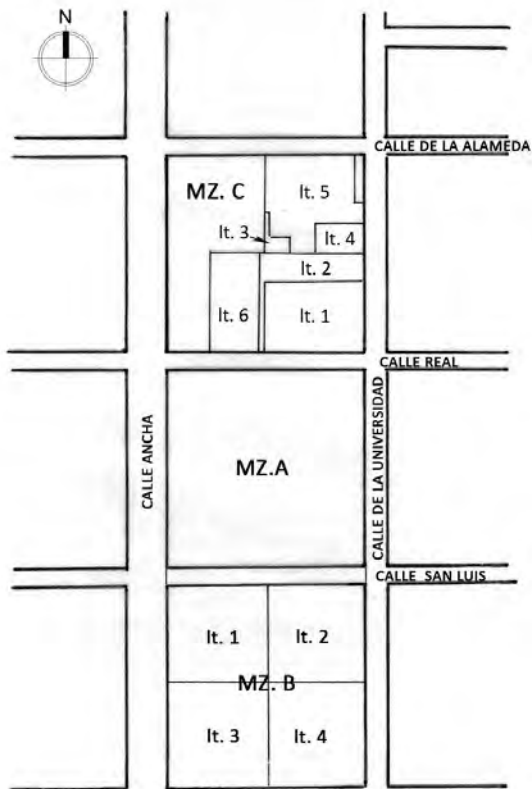 N
CALLE DE LA ALAMEDA
MZ. C
lt. 5
lt. 3
lt. 4
lt. 2
lt. 6
lt. 1
CALLE REAL
CALLE ANCHA
CALLE DE LA UNIVERSIDAD
MZ.A
CALLE SAN LUIS
lt. 1
lt. 2
MZ. B
lt. 3
lt. 4